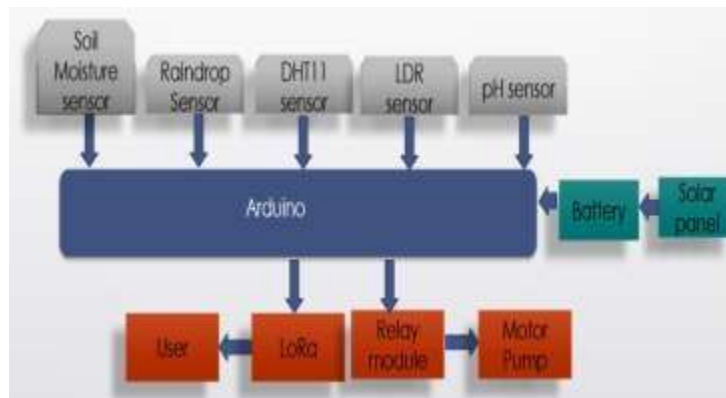 Soil
Moisture
sensor
Raindrop
Sensor
DHT11
sensor
LDR
sensor
pH sensor
Arduino
Battery
Solar
panel
User
LoRa
Relay
module
Motor
Pump